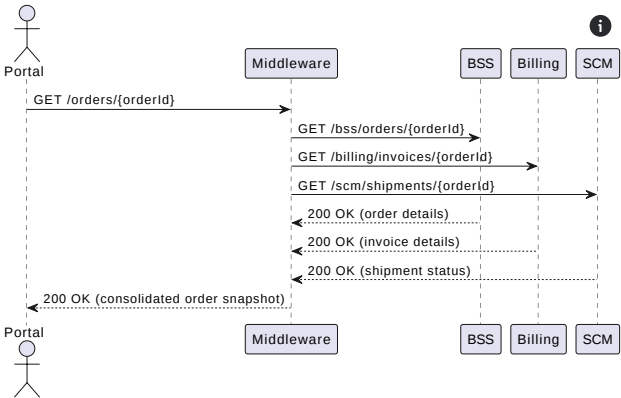 Portal
Middleware
BSS
Billing
SCM
GET /orders/{orderId}
GET /bss/orders/{orderId}
GET /billing/invoices/{orderId}
GET /scm/shipments/{orderId}
200 OK (order details)
200 OK (invoice details)
200 OK (shipment status)
200 OK (consolidated order snapshot)
Portal
Middleware
BSS
Billing
SCM